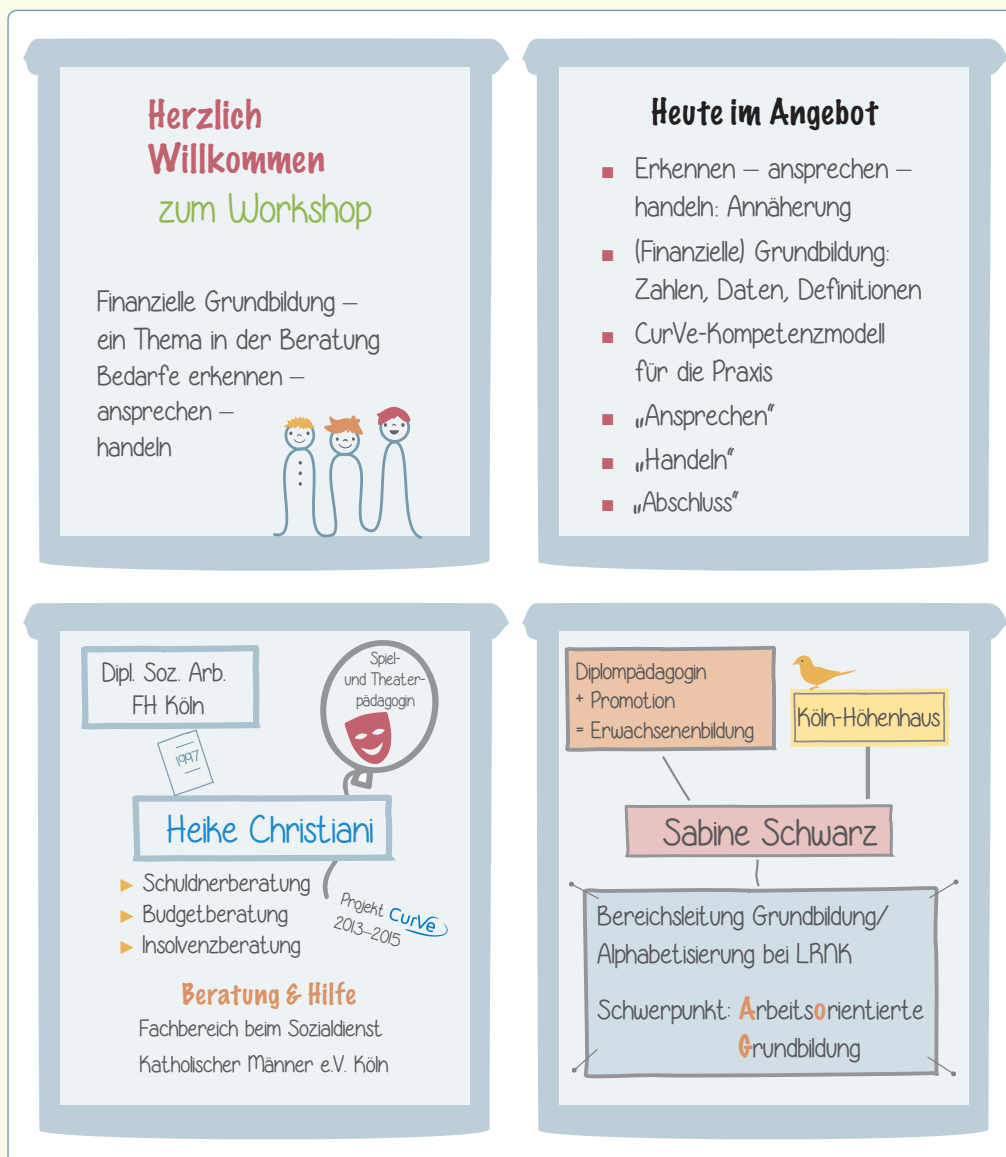 Herzlich
Willkommen
zum Workshop
Finanzielle Grundbildung –
ein Thema in der Beratung
Bedarfe erkennen –
ansprechen –
handeln
Heute im Angebot
Erkennen – ansprechen –
handeln: Annäherung
(Finanzielle) Grundbildung:
Zahlen, Daten, Definitionen
CurVe-Kompetenzmodell
für die Praxis
„Ansprechen“
„Handeln“
„Abschluss“
Dipl. Soz. Arb.
FH Köln
1997
Spiel-
und Theater-
pädagogin
Heike Christiani
Schuldnerberatung
Budgetberatung
Insolvenzberatung
Projekt CurVe
2013–2015
Beratung & Hilfe
Fachbereich beim Sozialdienst
Katholischer Männer e.V. Köln
Diplompädagogin
+ Promotion
= Erwachsenenbildung
Köln-Höhenhaus
Sabine Schwarz
Bereichsleitung Grundbildung/
Alphabetisierung bei LRNK
Schwerpunkt: Arbeitsorientierte
Grundbildung